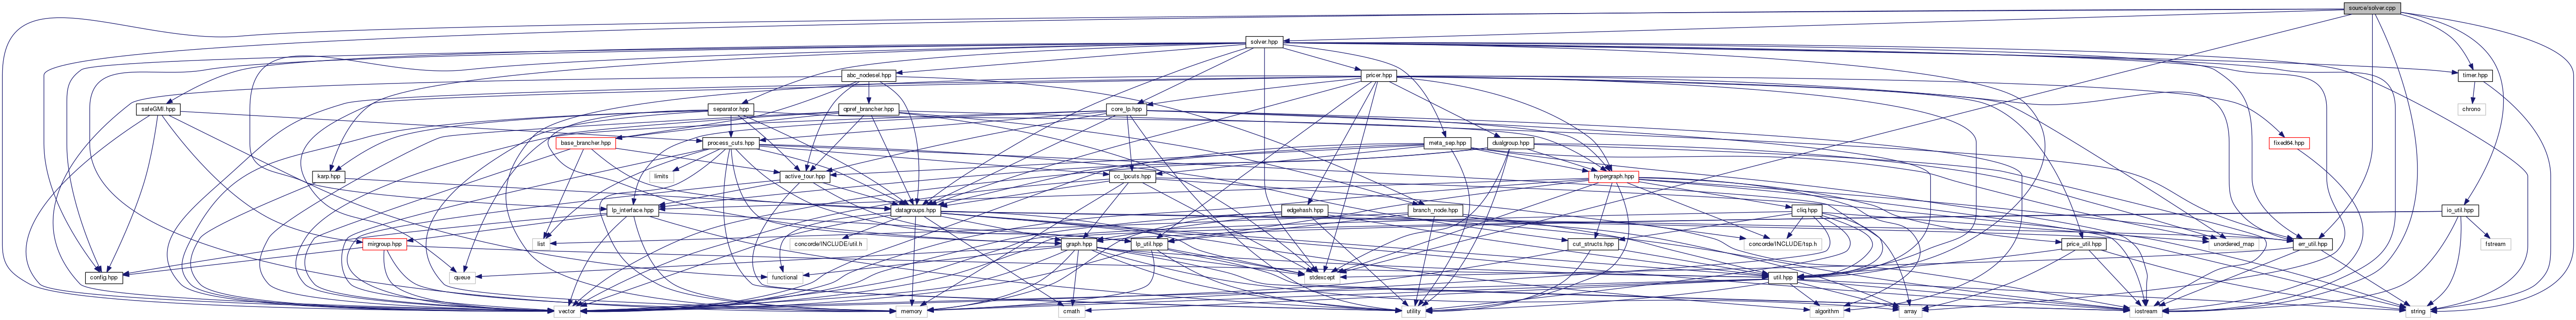 source/solver.cpp
solver.hpp
abc_nodesel.hpp
pricer.hpp
timer.hpp
safeGMI.hpp
separator.hpp
qpref_brancher.hpp
core_lp.hpp
chrono
base_brancher.hpp
process_cuts.hpp
meta_sep.hpp
dualgroup.hpp
fixed64.hpp
karp.hpp
limits
active_tour.hpp
cc_lpcuts.hpp
hypergraph.hpp
lp_interface.hpp
datagroups.hpp
edgehash.hpp
branch_node.hpp
cliq.hpp
io_util.hpp
mirgroup.hpp
list
concorde/INCLUDE/util.h
graph.hpp
lp_util.hpp
cut_structs.hpp
concorde/INCLUDE/tsp.h
price_util.hpp
unordered_map
err_util.hpp
fstream
config.hpp
queue
functional
stdexcept
util.hpp
vector
memory
cmath
utility
algorithm
array
iostream
string